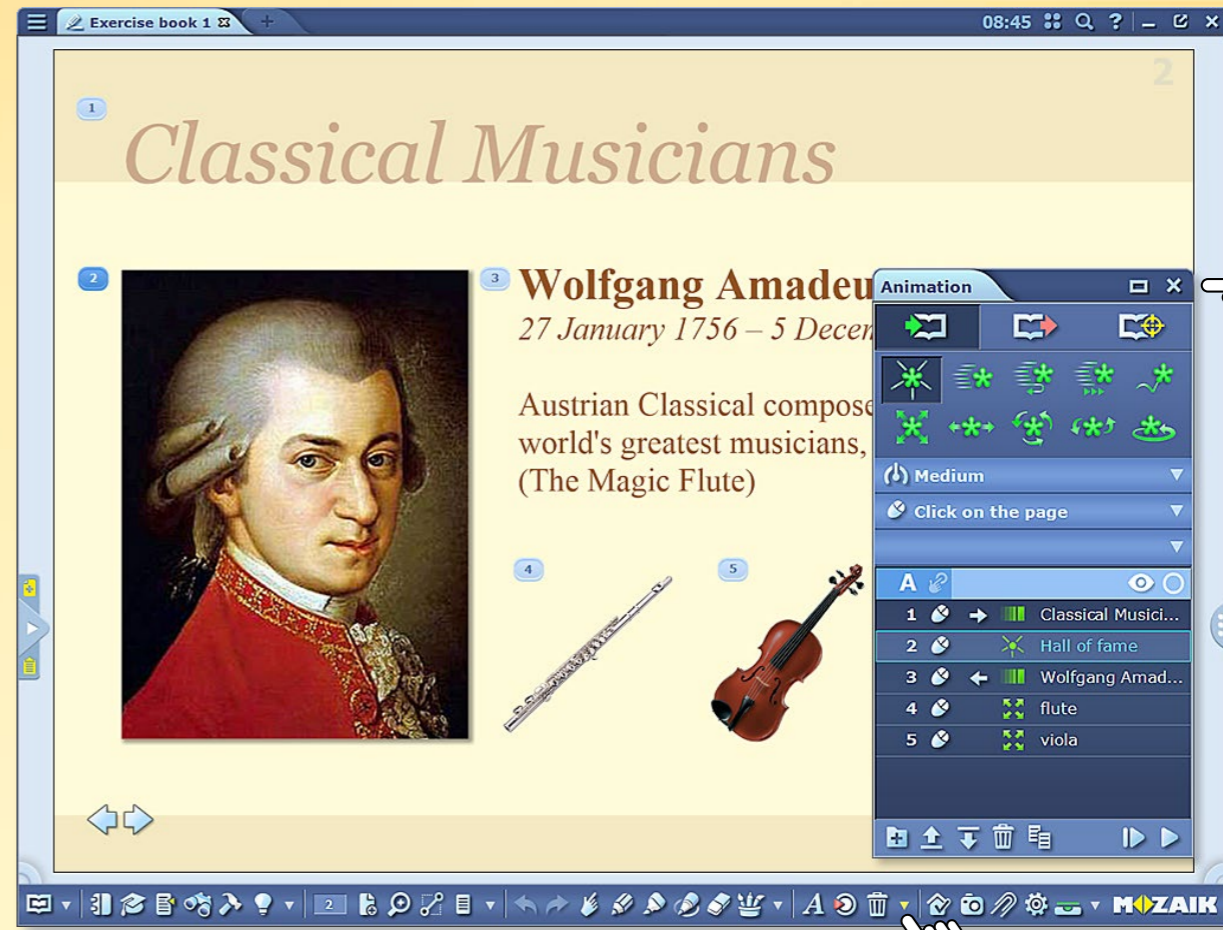 Exercise book 1
08:45
2
1
Classical Musicians
2
3
Wolfgang Amadeu
27 January 1756 – 5 Decem
Austrian Classical compose
world's greatest musicians,
(The Magic Flute)
4
5
Animation
Medium
Click on the page
A
1 Classical Musici...
2 Hall of fame
3 Wolfgang Amad...
4 flute
5 viola
2
A
MOZAIK